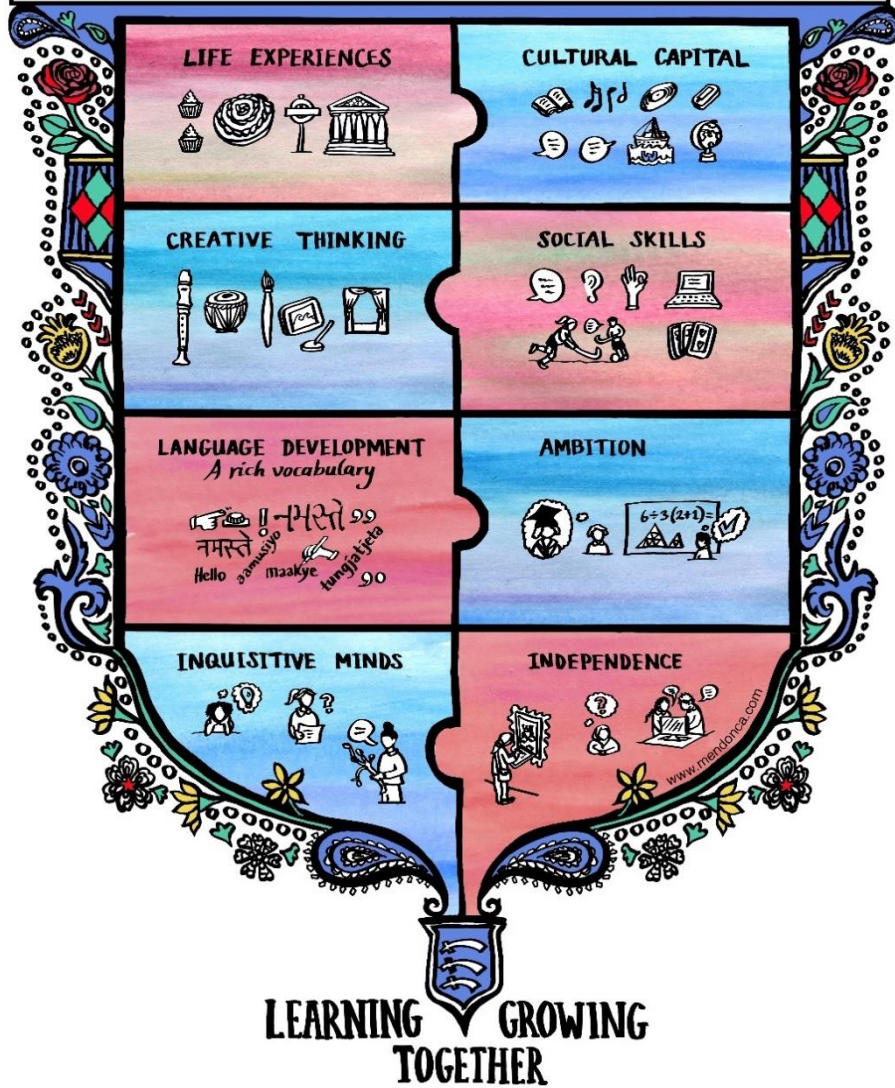 LIFE EXPERIENCES
CULTURAL CAPITAL
CREATIVE THINKING
SOCIAL SKILLS
LANGUAGE DEVELOPMENT
A rich vocabulary
! नमस्ते ,,
नमस्ते
Hello aamusiyo maakye tungjatjeta ,o
AMBITION
6÷3(2+1)=
INQUISITIVE MINDS
?
INDEPENDENCE
?
www.mendonca.com
LEARNING GROWING
TOGETHER